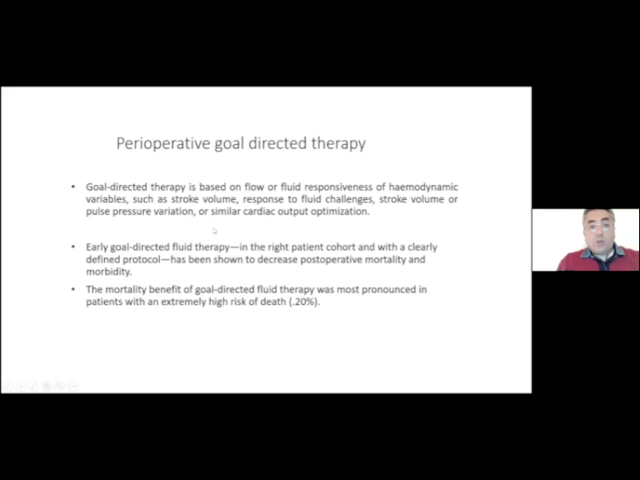 Perioperative goal directed therapy
• Goal-directed therapy is based on flow or fluid responsiveness of haemodynamic
variables, such as stroke volume, response to fluid challenges, stroke volume or
pulse pressure variation, or similar cardiac output optimization.
• Early goal-directed fluid therapy—in the right patient cohort and with a clearly
defined protocol—has been shown to decrease postoperative mortality and
morbidity.
• The mortality benefit of goal-directed fluid therapy was most pronounced in
patients with an extremely high risk of death (.20%).